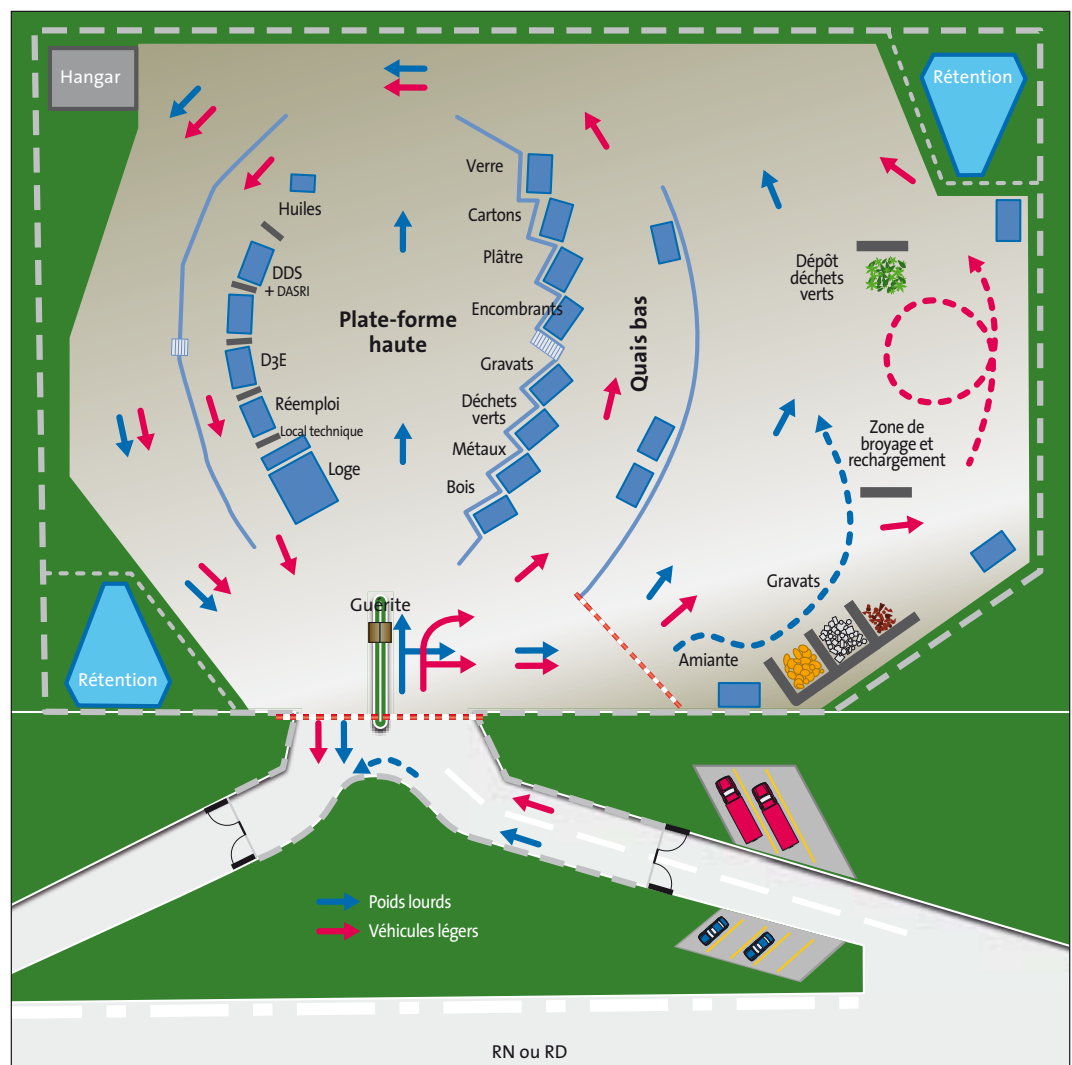 Hangar
Rétention
Verre
Huiles
Cartons
DDS
+ DASRI
Plâtre
Dépôt
déchets
verts
Encombrants
Plate-forme
haute
Quais bas
D3E
Gravats
Réemploi
Déchets
verts
Local technique
Zone de
broyage et
rechargement
Métaux
Loge
Bois
Gravats
Guérite
Amiante
Rétention
Poids lourds
Véhicules légers
RN ou RD